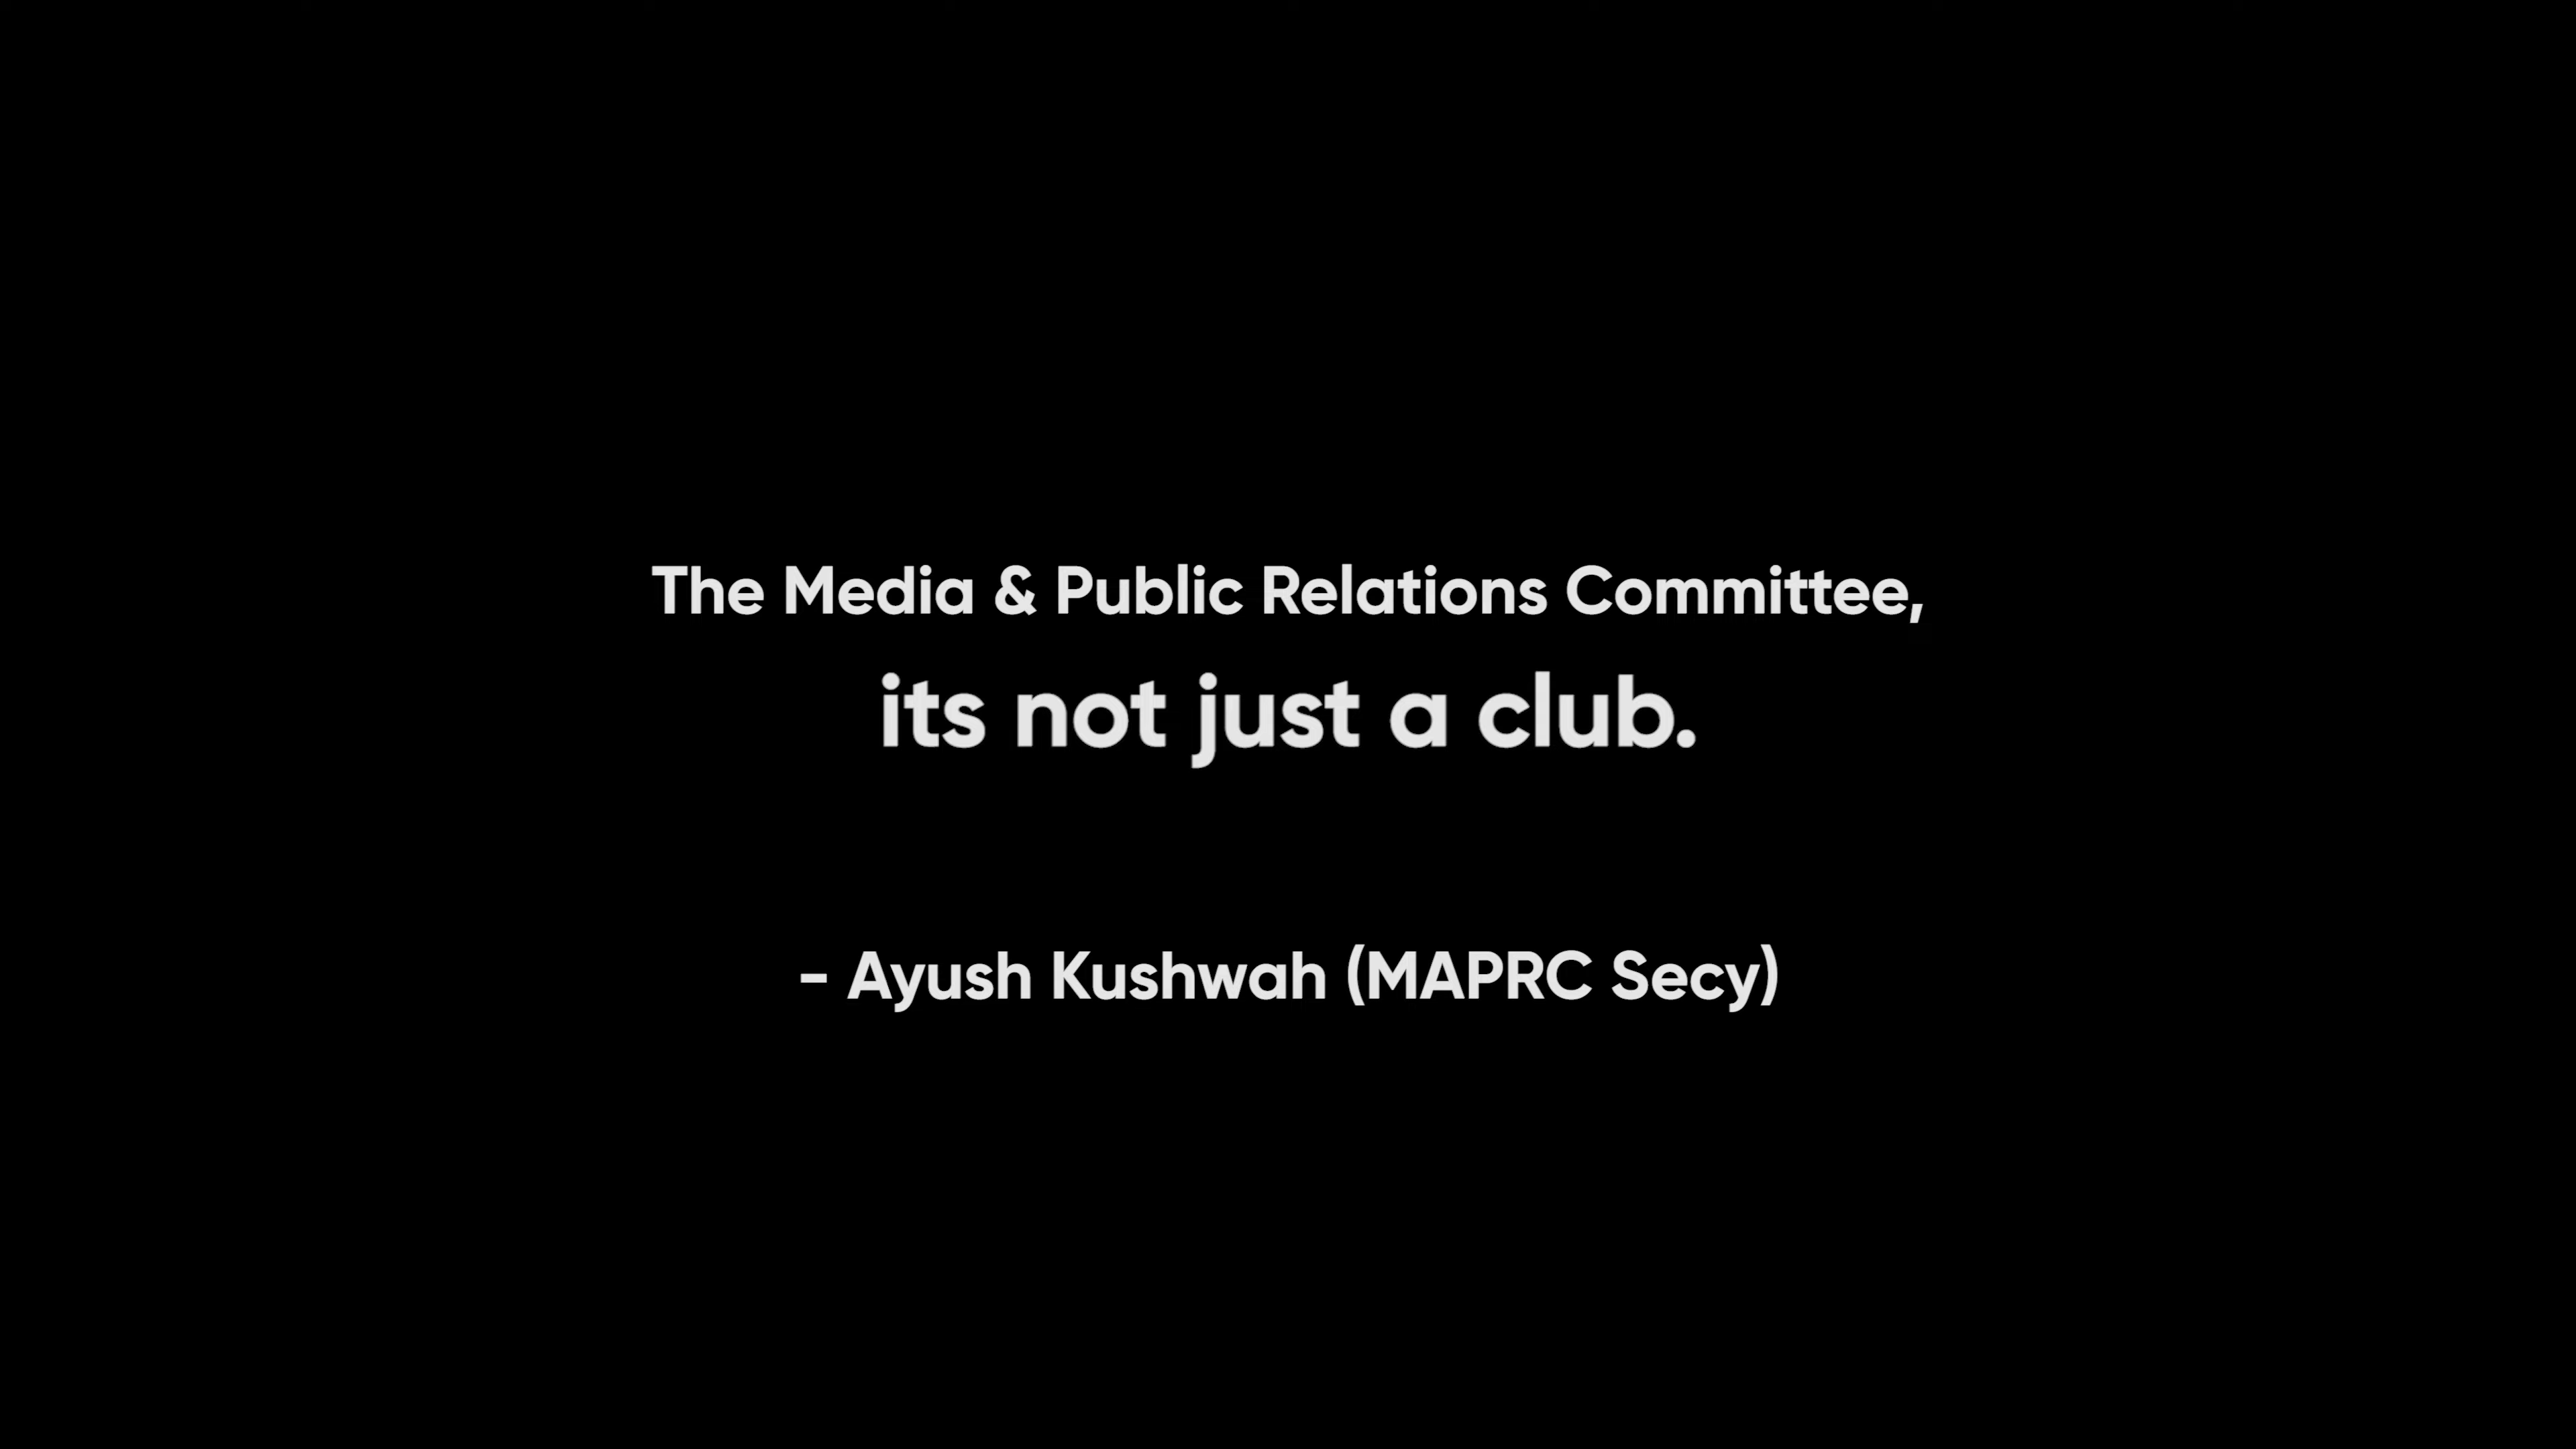 The Media & Public Relations Committee,
its not just a club.
- Ayush Kushwah (MAPRC Secy)